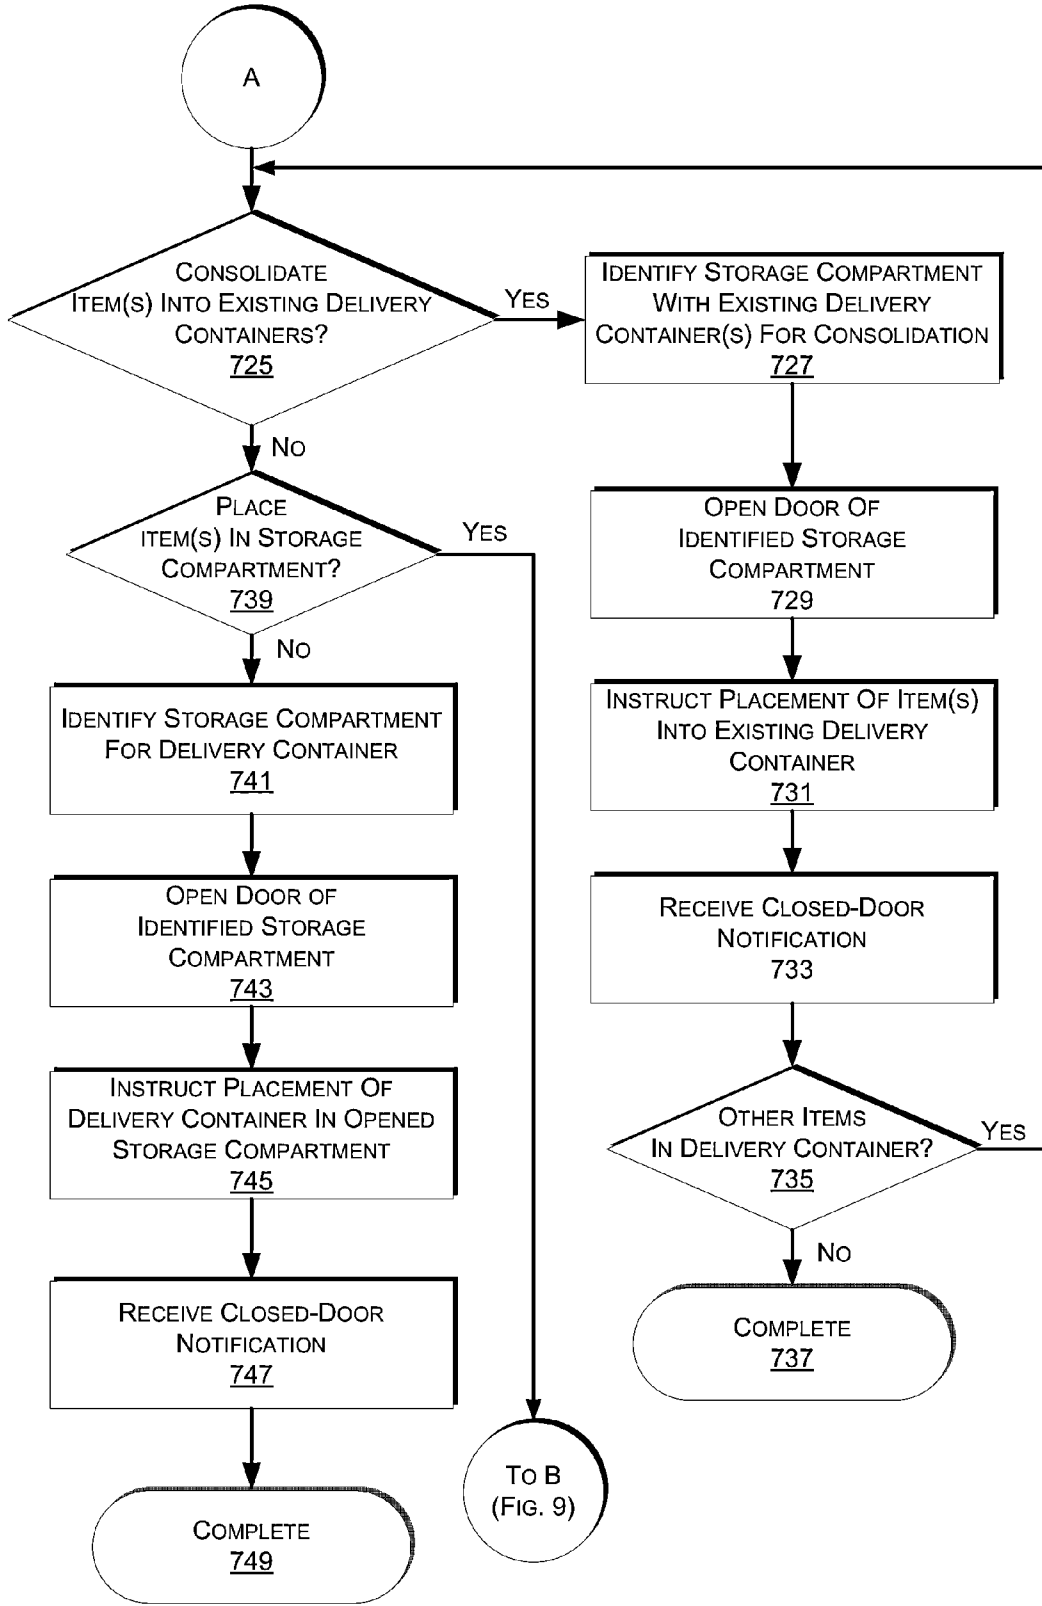 A
CONSOLIDATE
ITEM(S) INTO EXISTING DELIVERY
CONTAINERS?
725
YES
IDENTIFY STORAGE COMPARTMENT
WITH EXISTING DELIVERY
CONTAINER(S) FOR CONSOLIDATION
727
NO
PLACE
ITEM(S) IN STORAGE
COMPARTMENT?
739
YES
OPEN DOOR OF
IDENTIFIED STORAGE
COMPARTMENT
729
NO
IDENTIFY STORAGE COMPARTMENT
FOR DELIVERY CONTAINER
741
INSTRUCT PLACEMENT OF ITEM(S)
INTO EXISTING DELIVERY
CONTAINER
731
OPEN DOOR OF
IDENTIFIED STORAGE
COMPARTMENT
743
RECEIVE CLOSED-DOOR
NOTIFICATION
733
INSTRUCT PLACEMENT OF
DELIVERY CONTAINER IN OPENED
STORAGE COMPARTMENT
745
OTHER ITEMS
IN DELIVERY CONTAINER?
735
YES
NO
RECEIVE CLOSED-DOOR
NOTIFICATION
747
COMPLETE
737
TO B
(FIG. 9)
COMPLETE
749